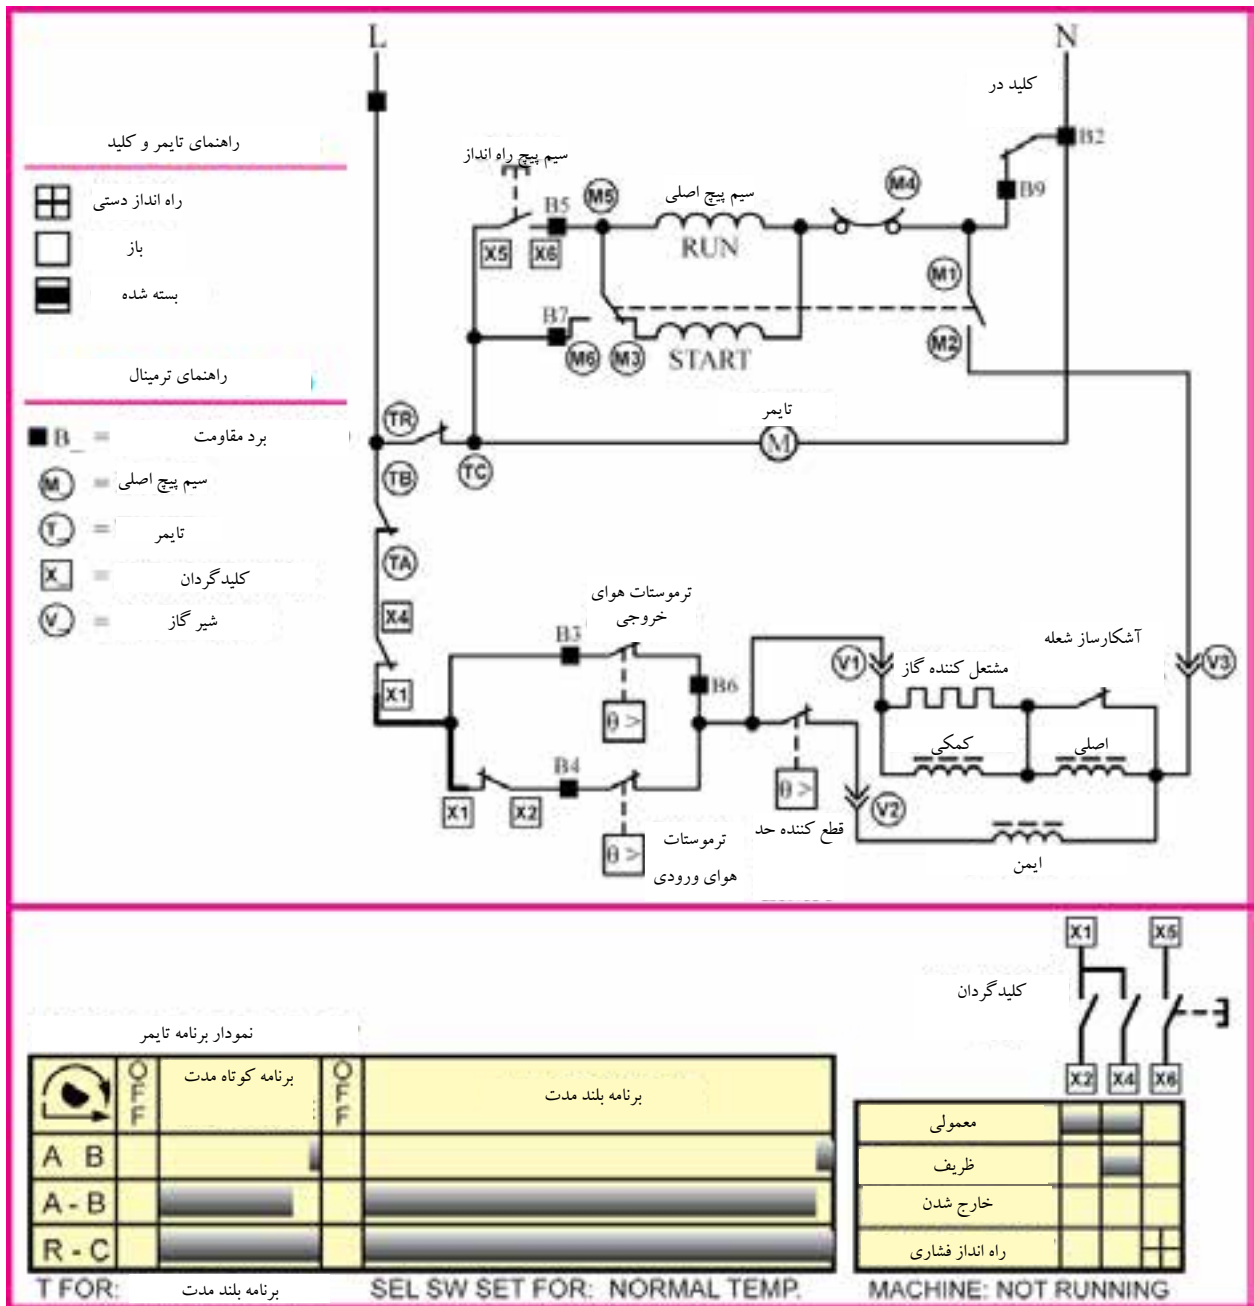 L
N
کلید در
B2
راهنمای تایمر و کلید
سیم پیچ راه انداز
B9
راه انداز دستی
B5
M5
سیم پیچ اصلی
M4
RUN
X5
X6
باز
M1
بسته شده
B7
M6
M3
START
M2
راهنمای ترمینال
تایمر
M
TR
TC
B_ = برد مقاومت
TB
M_ = سیم پیچ اصلی
T_ = تایمر
TA
X_ = کلیدگردان
ترموستات هوای
خروجی
X4
V_ = شیر گاز
آشکارساز شعله
B3
V1
مشتعل کننده گاز
V3
X1
B6
θ >
کمکی
اصلی
B4
X1
X2
θ >
V2
قطع کننده حد
ترموستات
هوای ورودی
θ >
ایمن
X1
X5
کلیدگردان
نمودار برنامه تایمر
X2
X4
X6
OFF
برنامه کوتاه مدت
OFF
برنامه بلند مدت
معمولی
A B
ظریف
A - B
خارج شدن
R - C
راه انداز فشاری
T FOR: برنامه بلند مدت SEL SW SET FOR: NORMAL TEMP.
MACHINE: NOT RUNNING